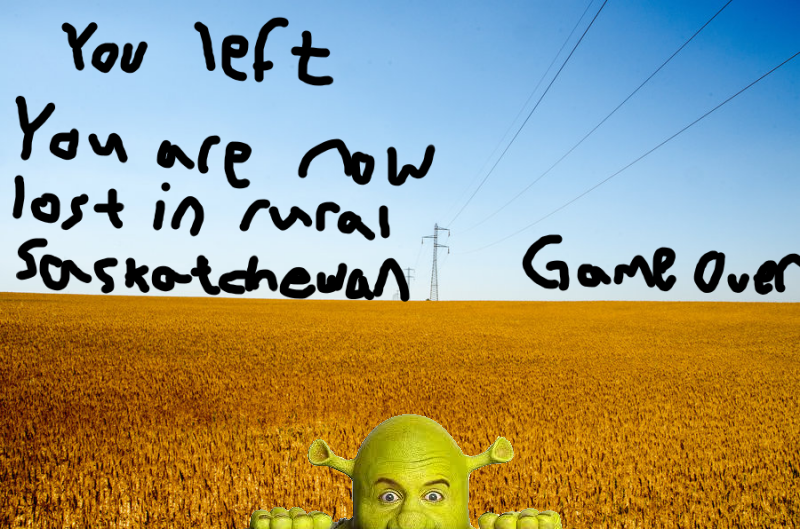 You left
You are now
lost in rural
Saskatchewan
Game Over